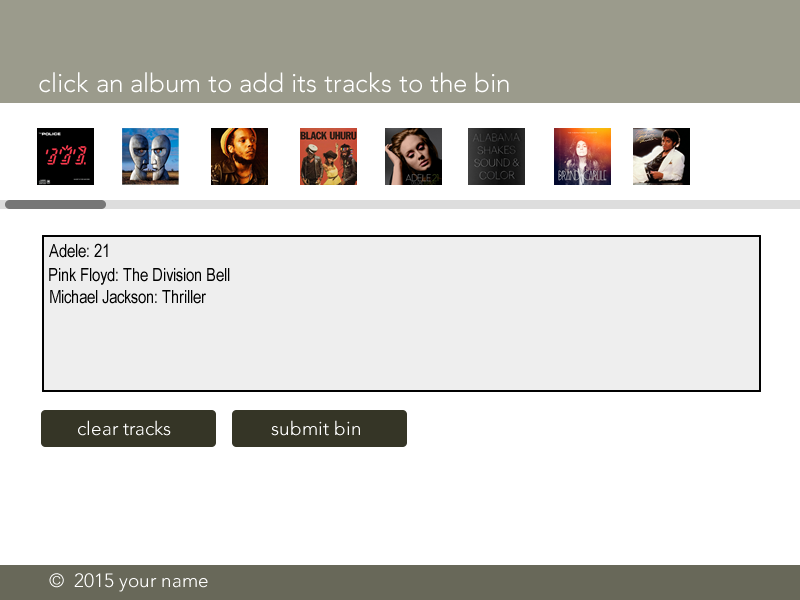 click an album to add its tracks to the bin
POLICE
BLACK UHURU
ADELE 21
ALABAMA
SHAKES
SOUND &
COLOR
BRANDI CARLILE
Adele: 21
Pink Floyd: The Division Bell
Michael Jackson: Thriller
clear tracks
submit bin
© 2015 your name